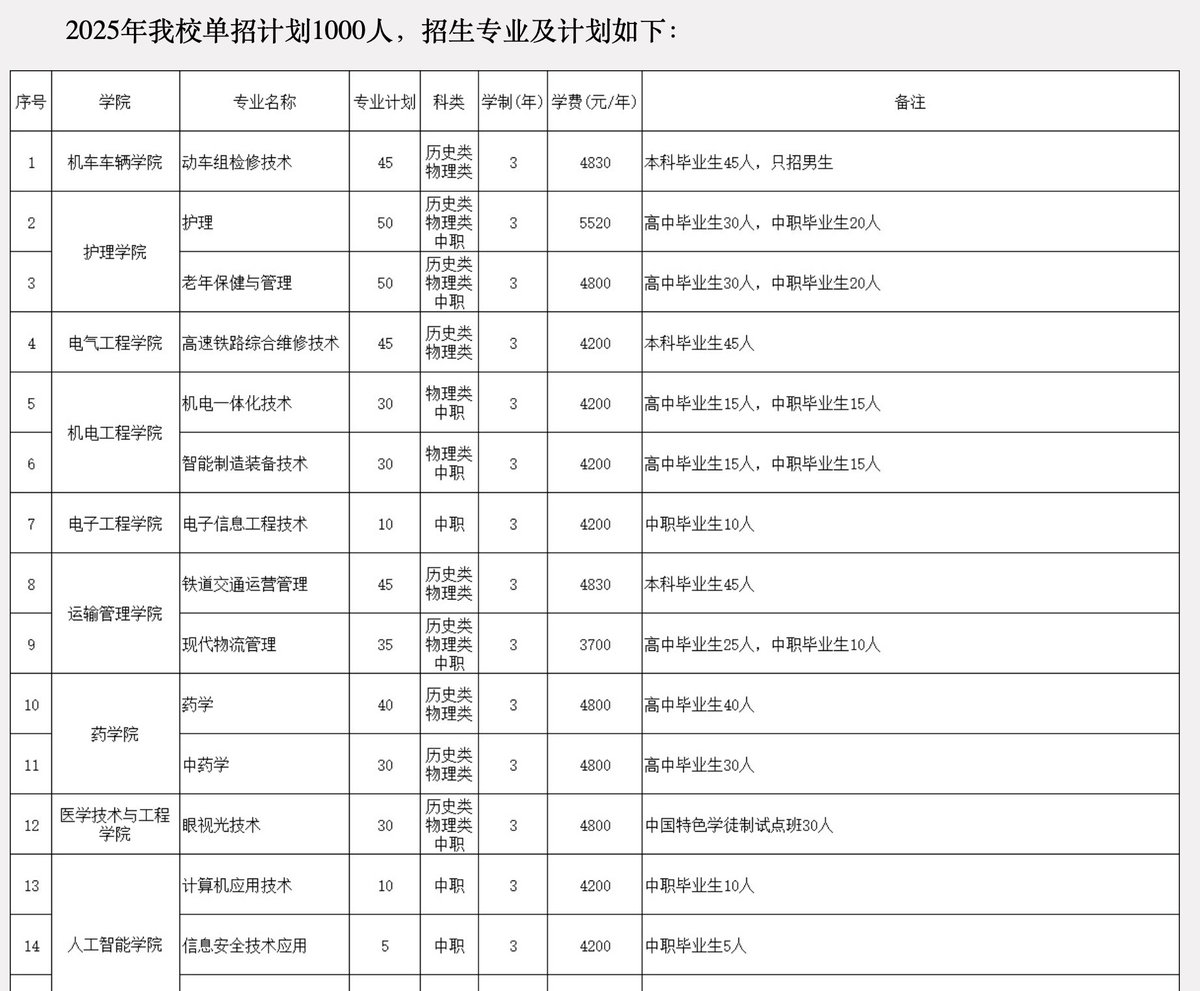 2025年我校单招计划1000人，招生专业及计划如下：
序号 学院 专业名称 专业计划 科类 学制(年) 学费(元/年) 备注
1 机车车辆学院 动车组检修技术 45 历史类 物理类 3 4830 本科毕业生45人，只招男生
2 护理学院 护理 50 历史类 物理类 中职 3 5520 高中毕业生30人，中职毕业生20人
3 老年保健与管理 50 历史类 物理类 中职 3 4800 高中毕业生30人，中职毕业生20人
4 电气工程学院 高速铁路综合维修技术 45 历史类 物理类 3 4200 本科毕业生45人
5 机电工程学院 机电一体化技术 30 物理类 中职 3 4200 高中毕业生15人，中职毕业生15人
6 智能制造装备技术 30 物理类 中职 3 4200 高中毕业生15人，中职毕业生15人
7 电子工程学院 电子信息工程技术 10 中职 3 4200 中职毕业生10人
8 运输管理学院 铁道交通运营管理 45 历史类 物理类 3 4830 本科毕业生45人
9 现代物流管理 35 历史类 物理类 中职 3 3700 高中毕业生25人，中职毕业生10人
10 药学院 药学 40 历史类 物理类 3 4800 高中毕业生40人
11 中药学 30 历史类 物理类 3 4800 高中毕业生30人
12 医学技术与工程学院 眼视光技术 30 历史类 物理类 中职 3 4800 中国特色学徒制试点班30人
13 人工智能学院 计算机应用技术 10 中职 3 4200 中职毕业生10人
14 信息安全技术应用 5 中职 3 4200 中职毕业生5人